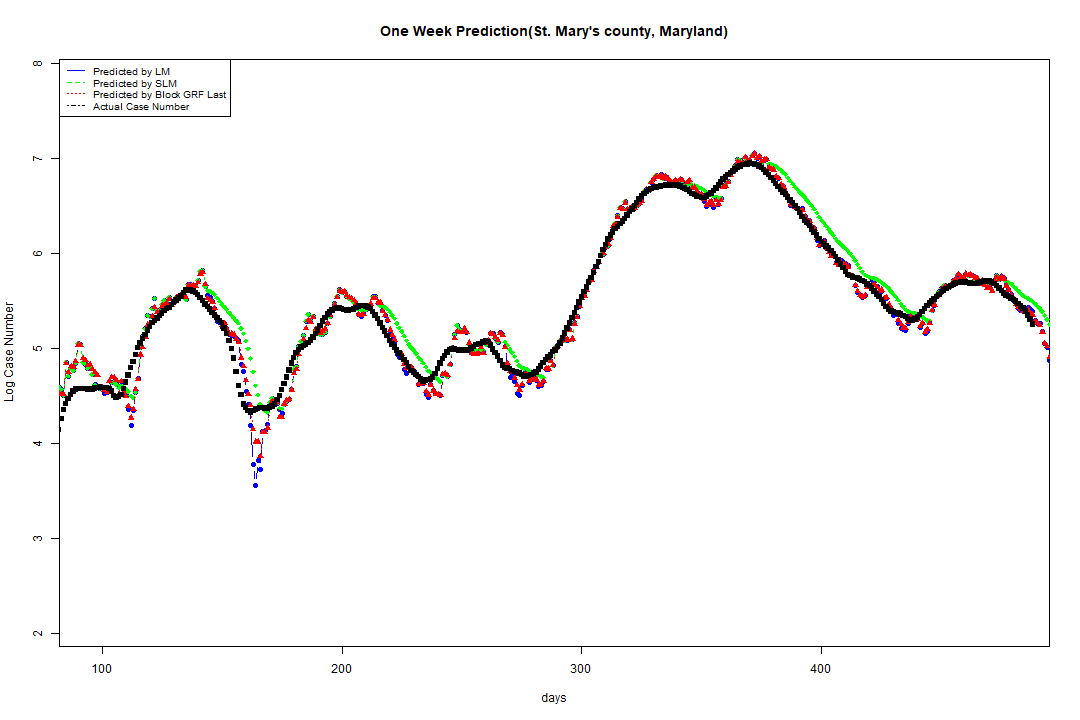 One Week Prediction(St. Mary's county, Maryland)
Predicted by LM
Predicted by SLM
Predicted by Block GRF Last
Actual Case Number
8
7
6
5
4
3
2
Log Case Number
100 200 300 400
days